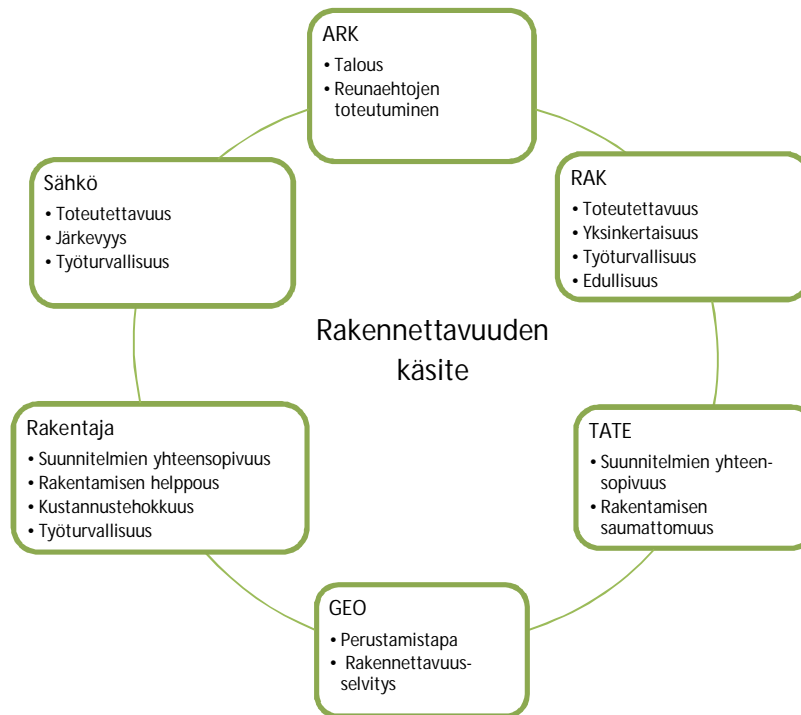 ARK
• Talous
• Reunaehtojen
toteutuminen
RAK
• Toteutettavuus
• Yksinkertaisuus
• Työturvallisuus
• Edullisuus
TATE
• Suunnitelmien yhteen-
sopivuus
• Rakentamisen
saumattomuus
GEO
• Perustamistapa
• Rakennettavuus-
selvitys
Rakentaja
• Suunnitelmien yhteensopivuus
• Rakentamisen helppous
• Kustannustehokkuus
• Työturvallisuus
Sähkö
• Toteutettavuus
• Järkevyys
• Työturvallisuus
Rakennettavuuden
käsite